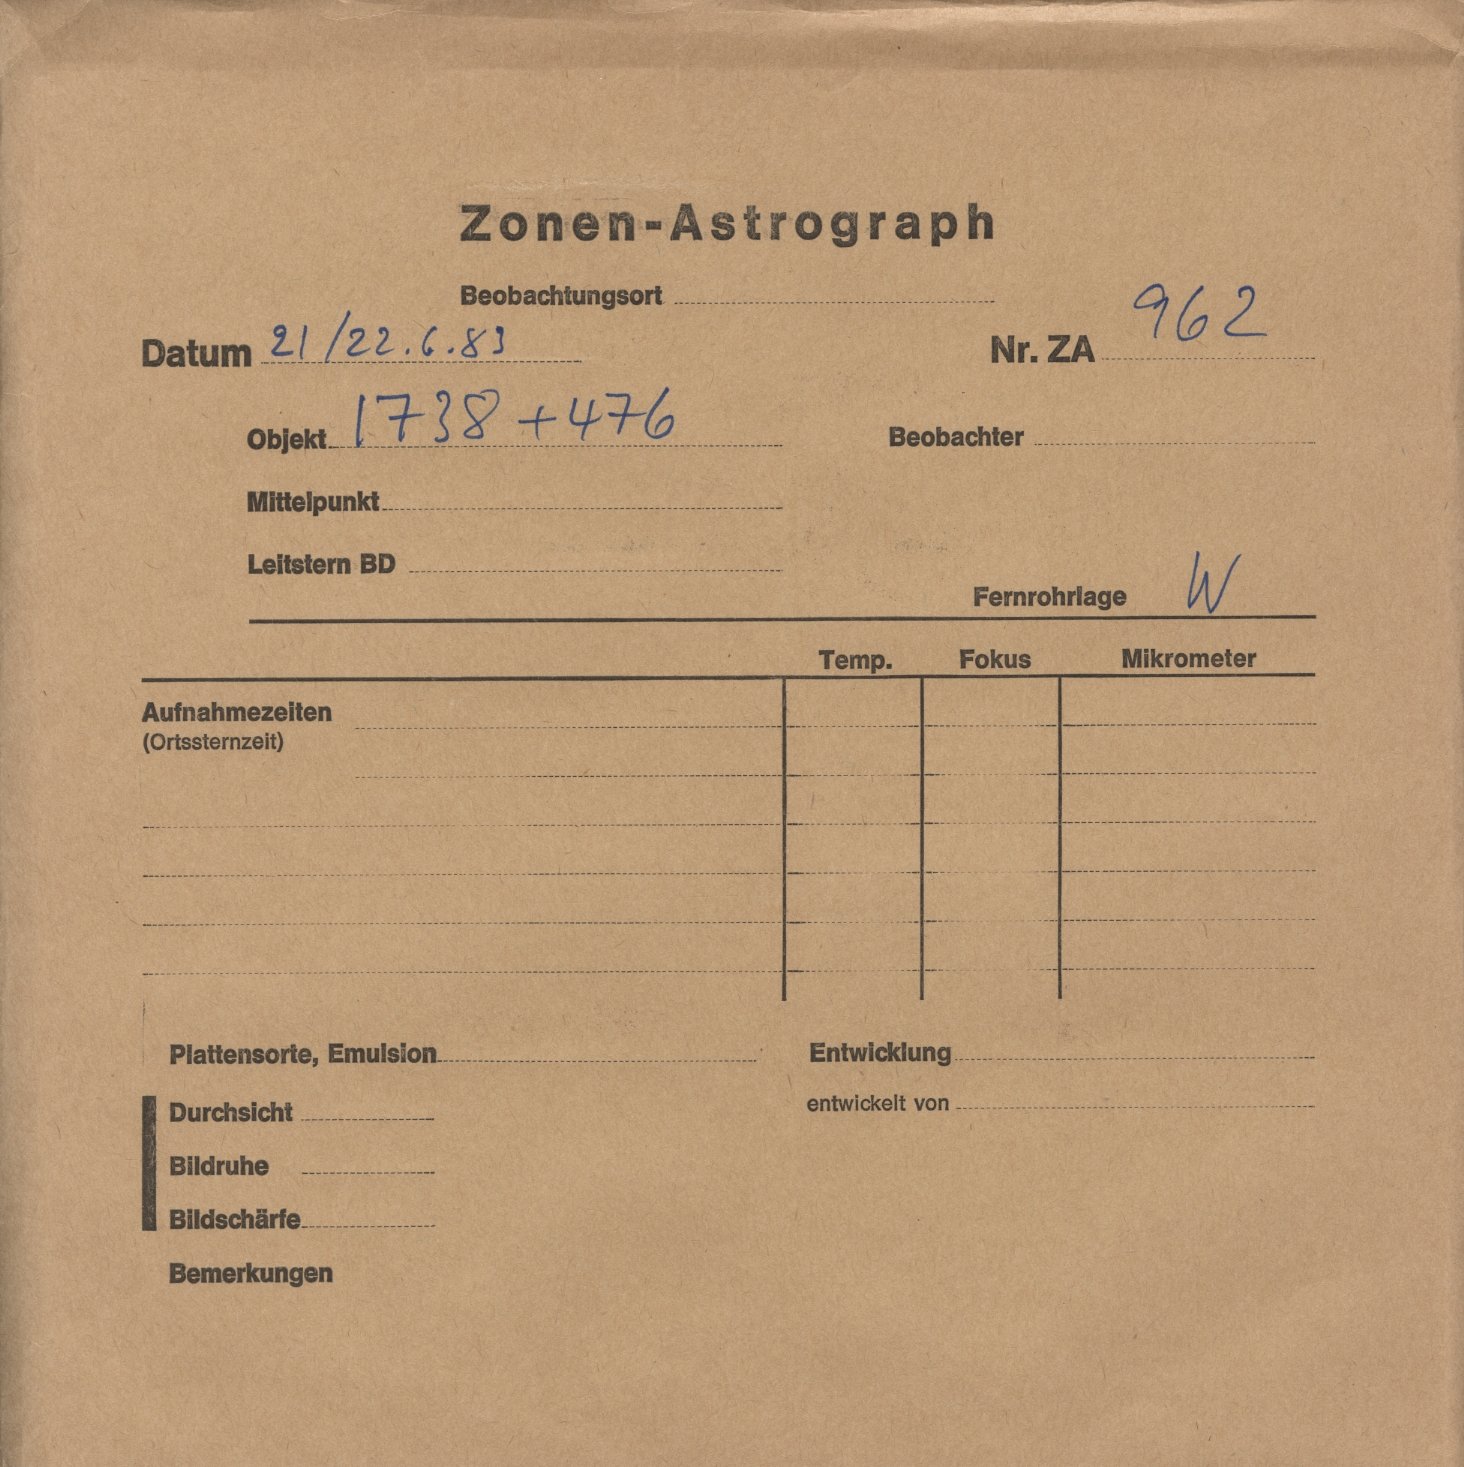 Zonen-Astrograph
Beobachtungsort
Datum 21/22.6.83 Nr. ZA 962
Objekt 1738+476 Beobachter
Mittelpunkt
Leitstern BD
Fernrohrlage W
Temp. Fokus Mikrometer
Aufnahmezeiten
(Ortssternzeit)
Plattensorte, Emulsion Entwicklung
Durchsicht entwickelt von
Bildruhe
Bildschärfe
Bemerkungen